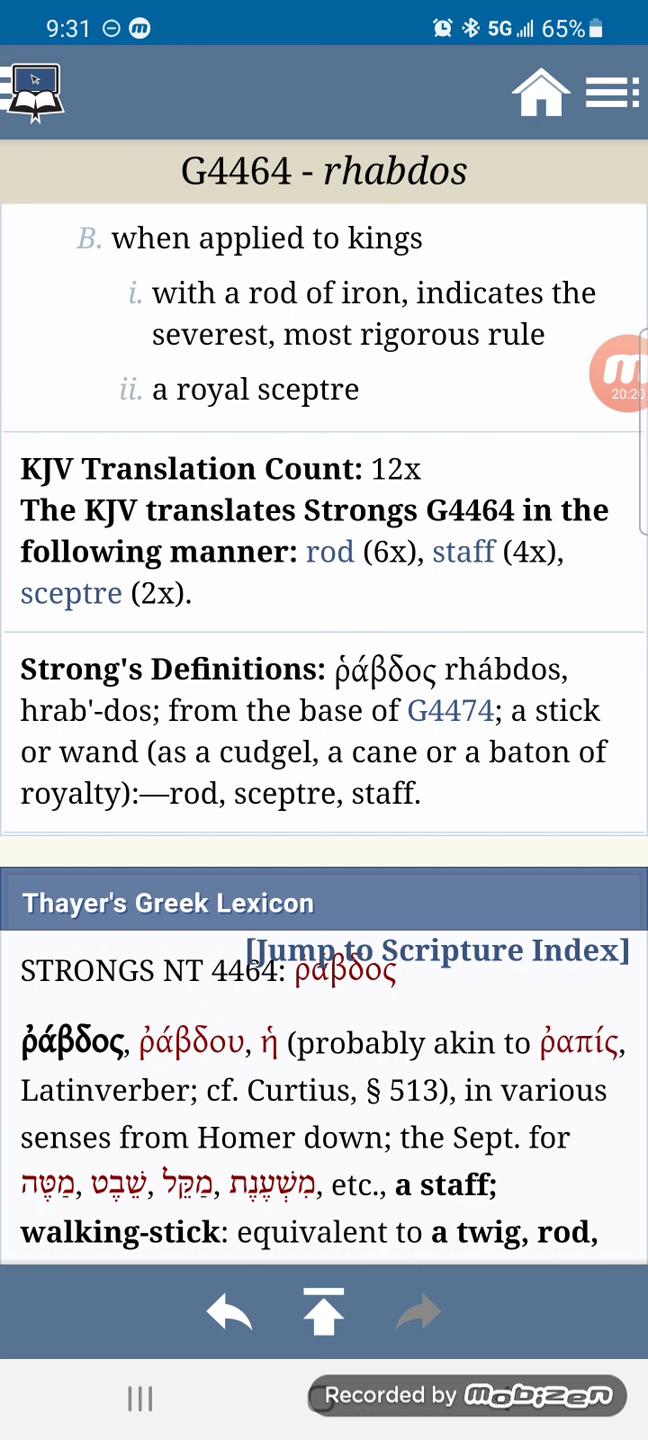 9:31 5G 65%
G4464 - rhabdos
B. when applied to kings
i. with a rod of iron, indicates the
severest, most rigorous rule
ii. a royal sceptre
m
20:20
KJV Translation Count: 12x
The KJV translates Strongs G4464 in the
following manner: rod (6x), staff (4x),
sceptre (2x).
Strong's Definitions: ῥάβδος rhábdos,
hrab'-dos; from the base of G4474; a stick
or wand (as a cudgel, a cane or a baton of
royalty):—rod, sceptre, staff.
Thayer's Greek Lexicon
[Jump to Scripture Index]
STRONGS NT 4464: ῥάβδος
ῤάβδος, ῤάβδου, ἡ (probably akin to ῤαπίς,
Latinverber; cf. Curtius, § 513), in various
senses from Homer down; the Sept. for
מַטֶּה, שֵׁבֶט, מַקֵּל, מִשְׁעֶנֶת, etc., a staff;
walking-stick: equivalent to a twig, rod,
Recorded by mobizen